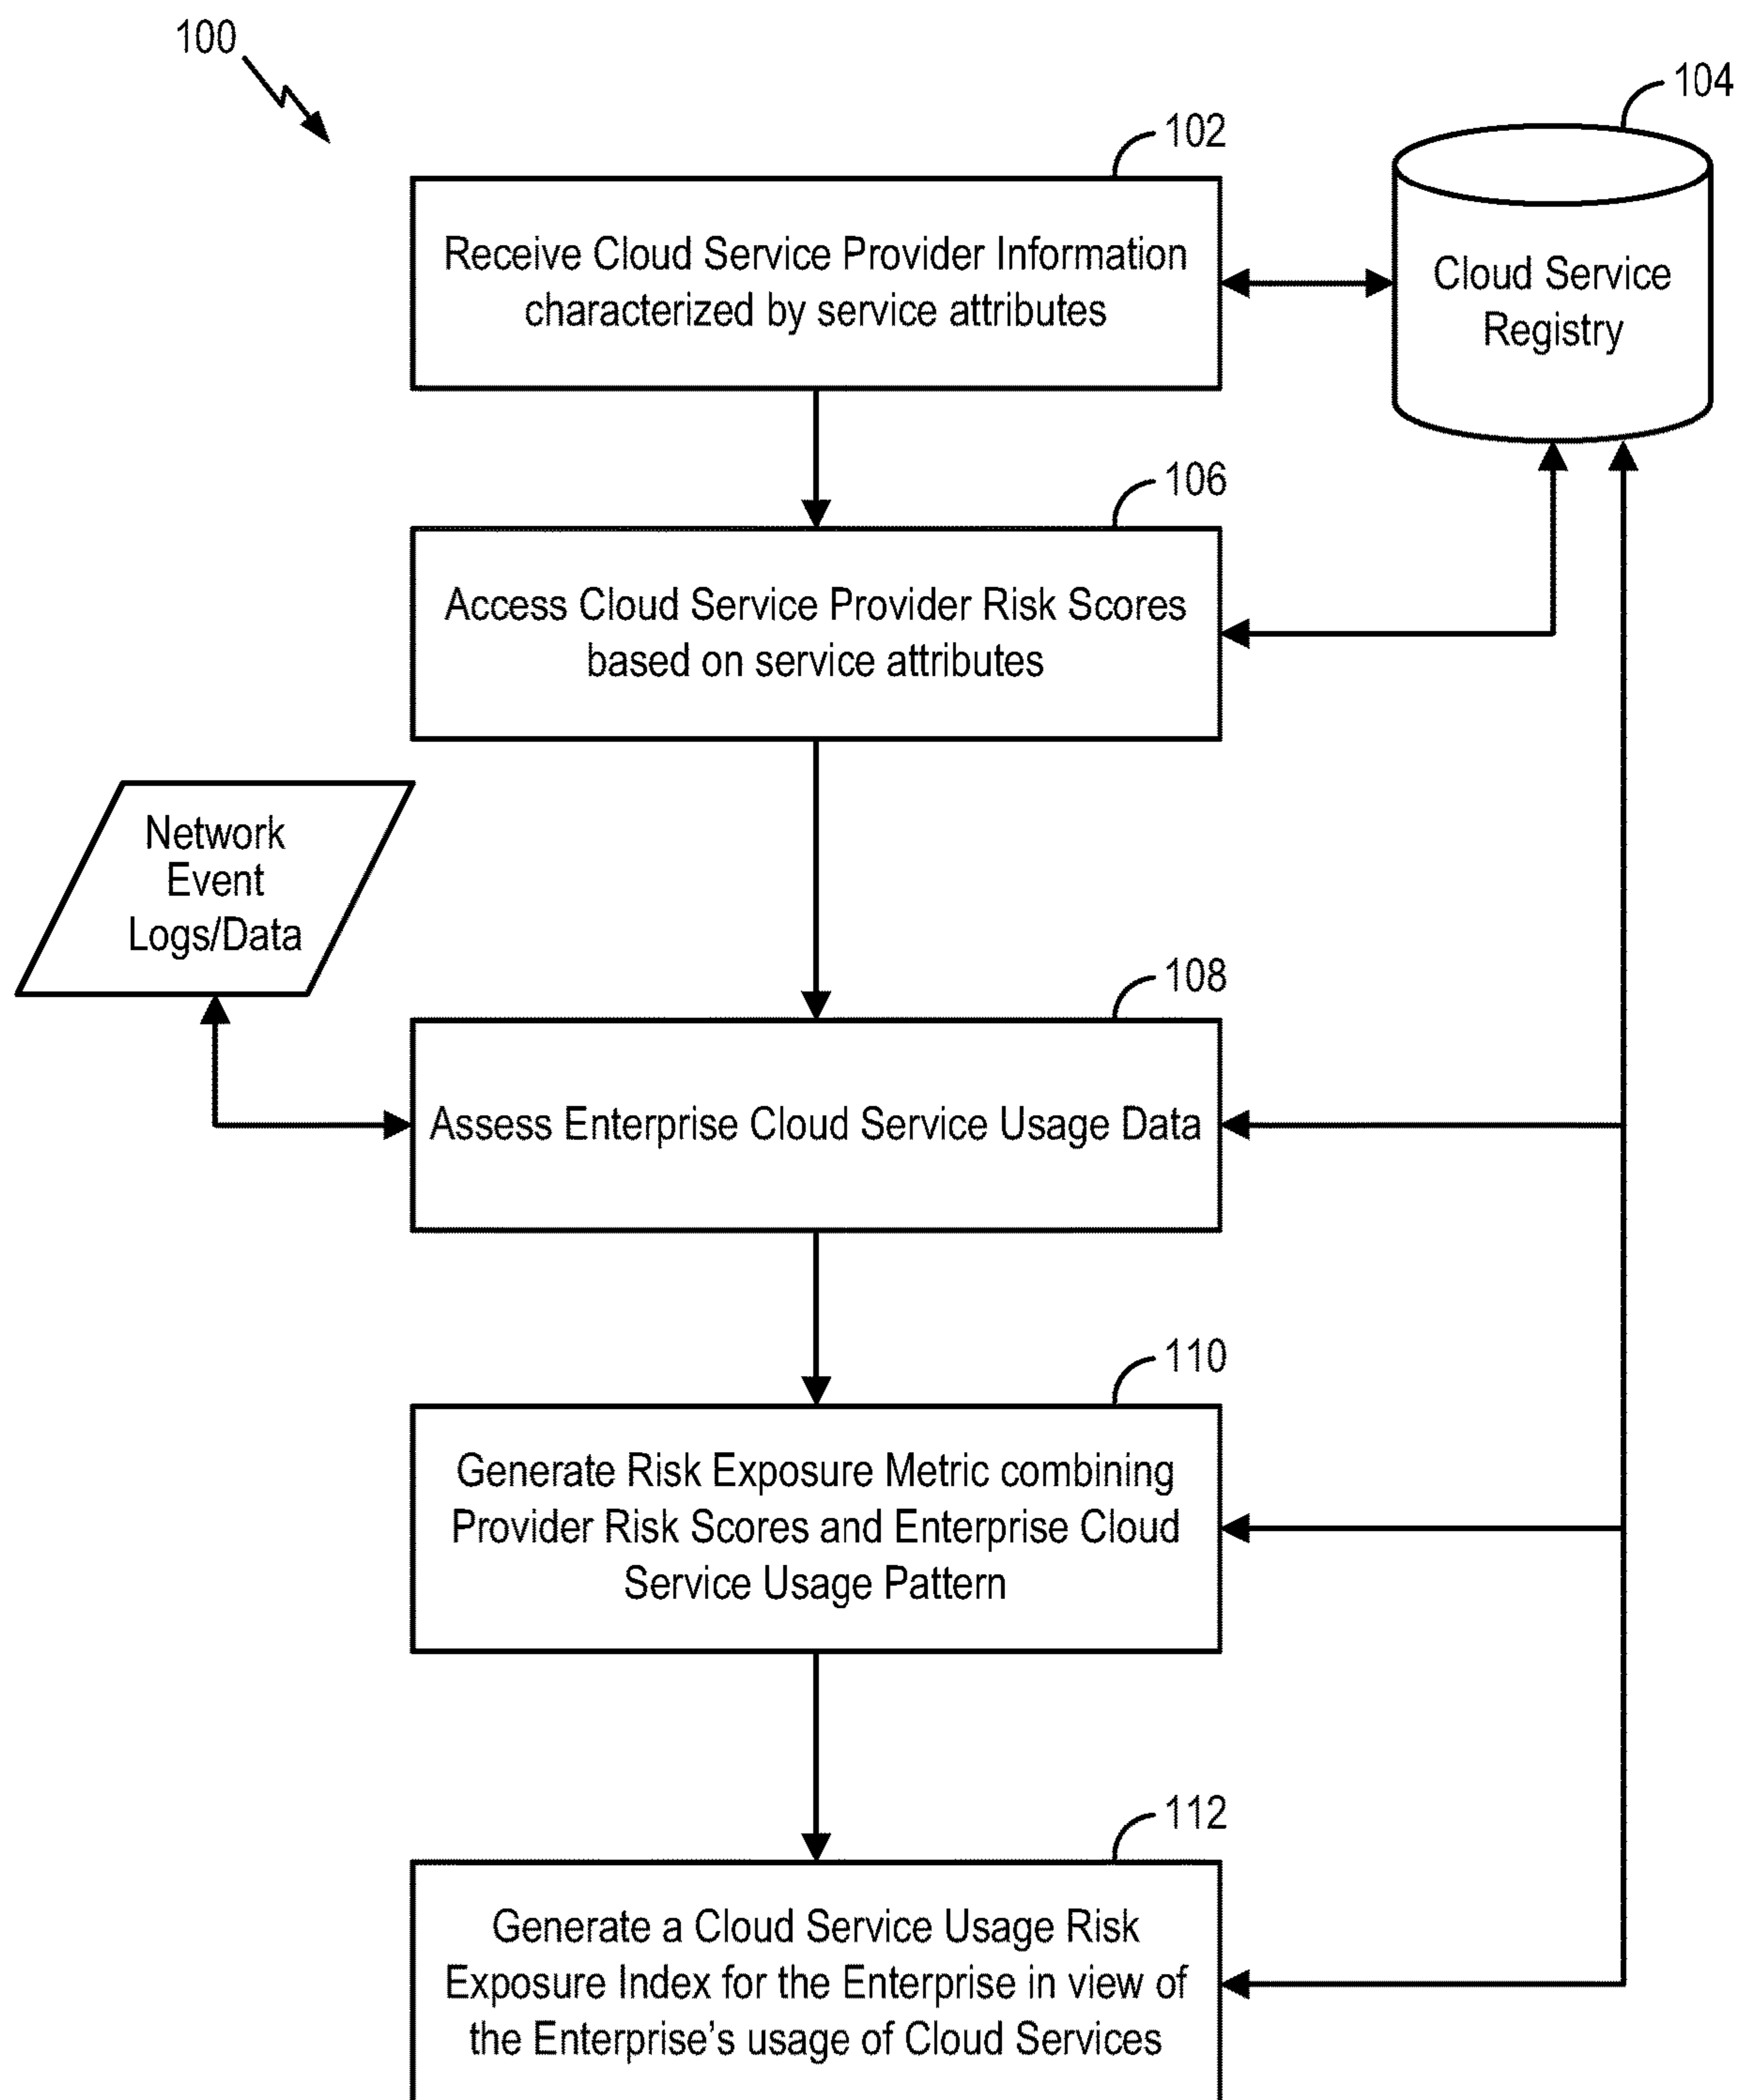 100
104
102
Receive Cloud Service Provider Information
characterized by service attributes
Cloud Service
Registry
106
Access Cloud Service Provider Risk Scores
based on service attributes
Network
Event
Logs/Data
108
Assess Enterprise Cloud Service Usage Data
110
Generate Risk Exposure Metric combining
Provider Risk Scores and Enterprise Cloud
Service Usage Pattern
112
Generate a Cloud Service Usage Risk
Exposure Index for the Enterprise in view of
the Enterprise’s usage of Cloud Services